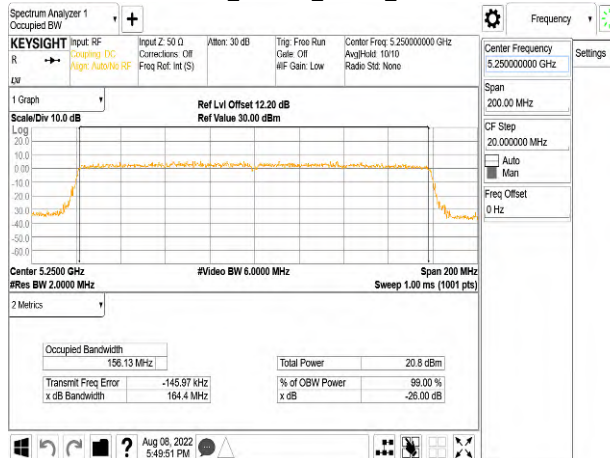 Spectrum Analyzer 1
Occupied BW
Frequency
KEYSIGHT
R
Input: RF
Coupling: DC
Align: Auto/No RF
Input Z: 50 Ω
Corrections: Off
Freq Ref: Int (S)
Atten: 30 dB
Trig: Free Run
Gate: Off
#IF Gain: Low
Center Freq: 5.250000000 GHz
Avg|Hold: 10/10
Radio Std: None
LXI
Center Frequency
5.250000000 GHz
Settings
Span
200.00 MHz
CF Step
20.000000 MHz
Auto
Man
Freq Offset
0 Hz
1 Graph
Scale/Div 10.0 dB
Ref Lvl Offset 12.20 dB
Ref Value 30.00 dBm
Log
20.0
10.0
0.00
-10.0
-20.0
-30.0
-40.0
-50.0
-60.0
Center 5.2500 GHz
#Res BW 2.0000 MHz
#Video BW 6.0000 MHz
Span 200 MHz
Sweep 1.00 ms (1001 pts)
2 Metrics
Occupied Bandwidth
156.13 MHz
Total Power 20.8 dBm
Transmit Freq Error -145.97 kHz
% of OBW Power 99.00 %
x dB Bandwidth 164.4 MHz
x dB -26.00 dB
?
Aug 08, 2022
5:49:51 PM